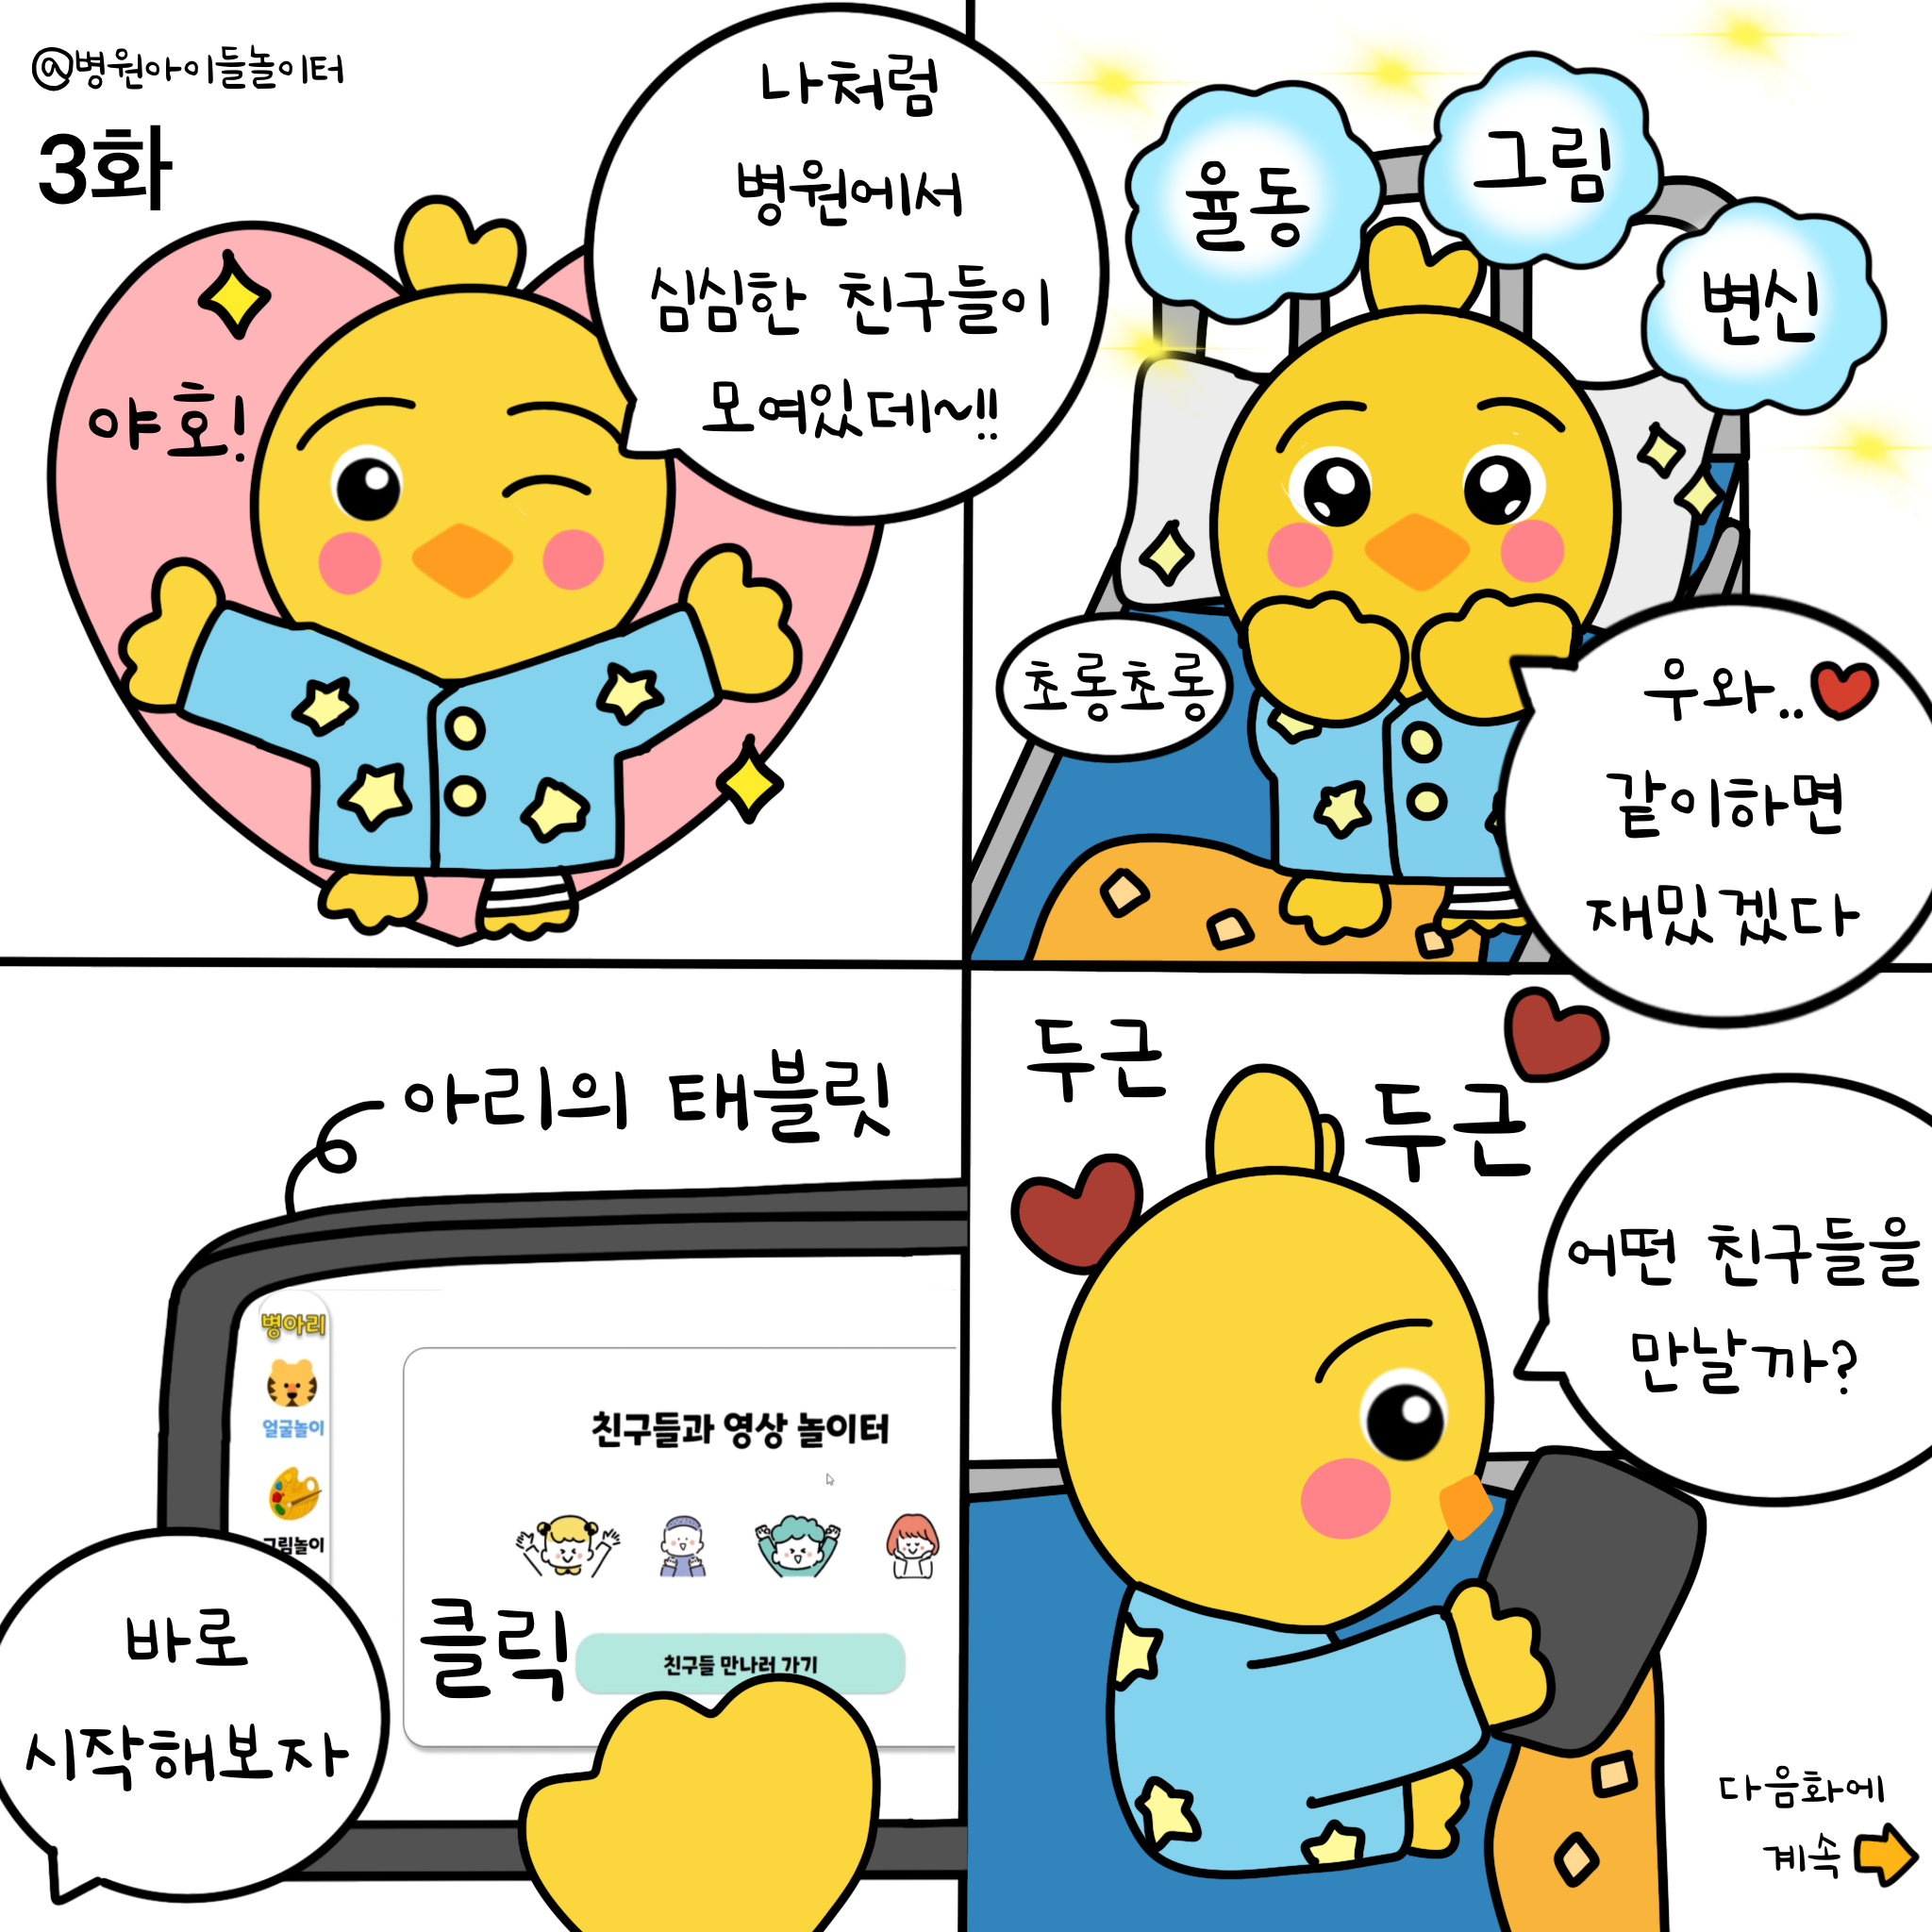 @병원아이들놀이터
3화
야호!
나처럼
병원에서
심심한 친구들이
모여있데~!!
율동
그림
변신
초롱초롱
우와..
같이하면
재밌겠다
아리의 태블릿
병아리
얼굴놀이
그림놀이
친구들과 영상 놀이터
클릭
친구들 만나러 가기
바로
시작해보자
두근
두근
어떤 친구들을
만날까?
다음화에
계속